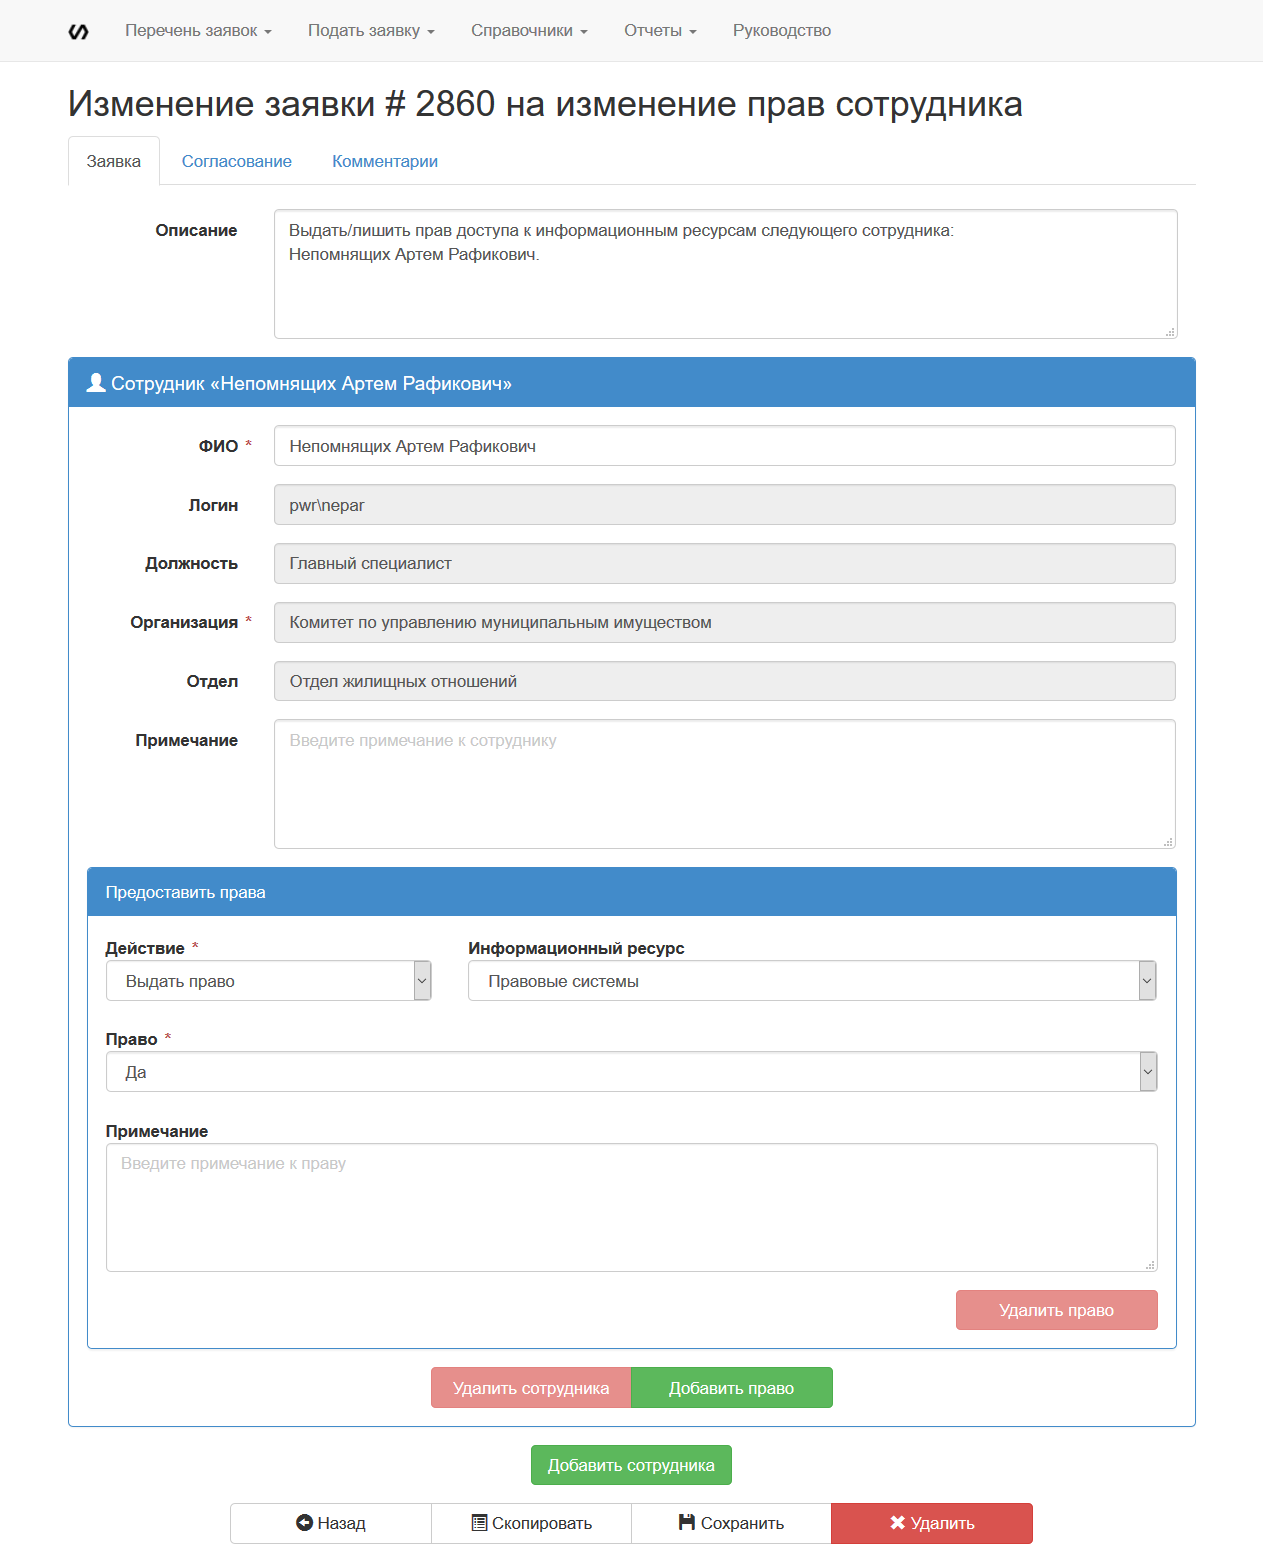 Перечень заявок Подать заявку Справочники Отчеты Руководство
Изменение заявки # 2860 на изменение прав сотрудника
Заявка Согласование Комментарии
Описание
Выдать/лишить прав доступа к информационным ресурсам следующего сотрудника:
Непомнящих Артем Рафикович.
Сотрудник «Непомнящих Артем Рафикович»
ФИО * Непомнящих Артем Рафикович
Логин pwr\nepar
Должность Главный специалист
Организация * Комитет по управлению муниципальным имуществом
Отдел Отдел жилищных отношений
Примечание Введите примечание к сотруднику
Предоставить права
Действие * Информационный ресурс
Выдать право Правовые системы
Право *
Да
Примечание
Введите примечание к праву
Удалить право
Удалить сотрудника Добавить право
Добавить сотрудника
Назад Скопировать Сохранить Удалить